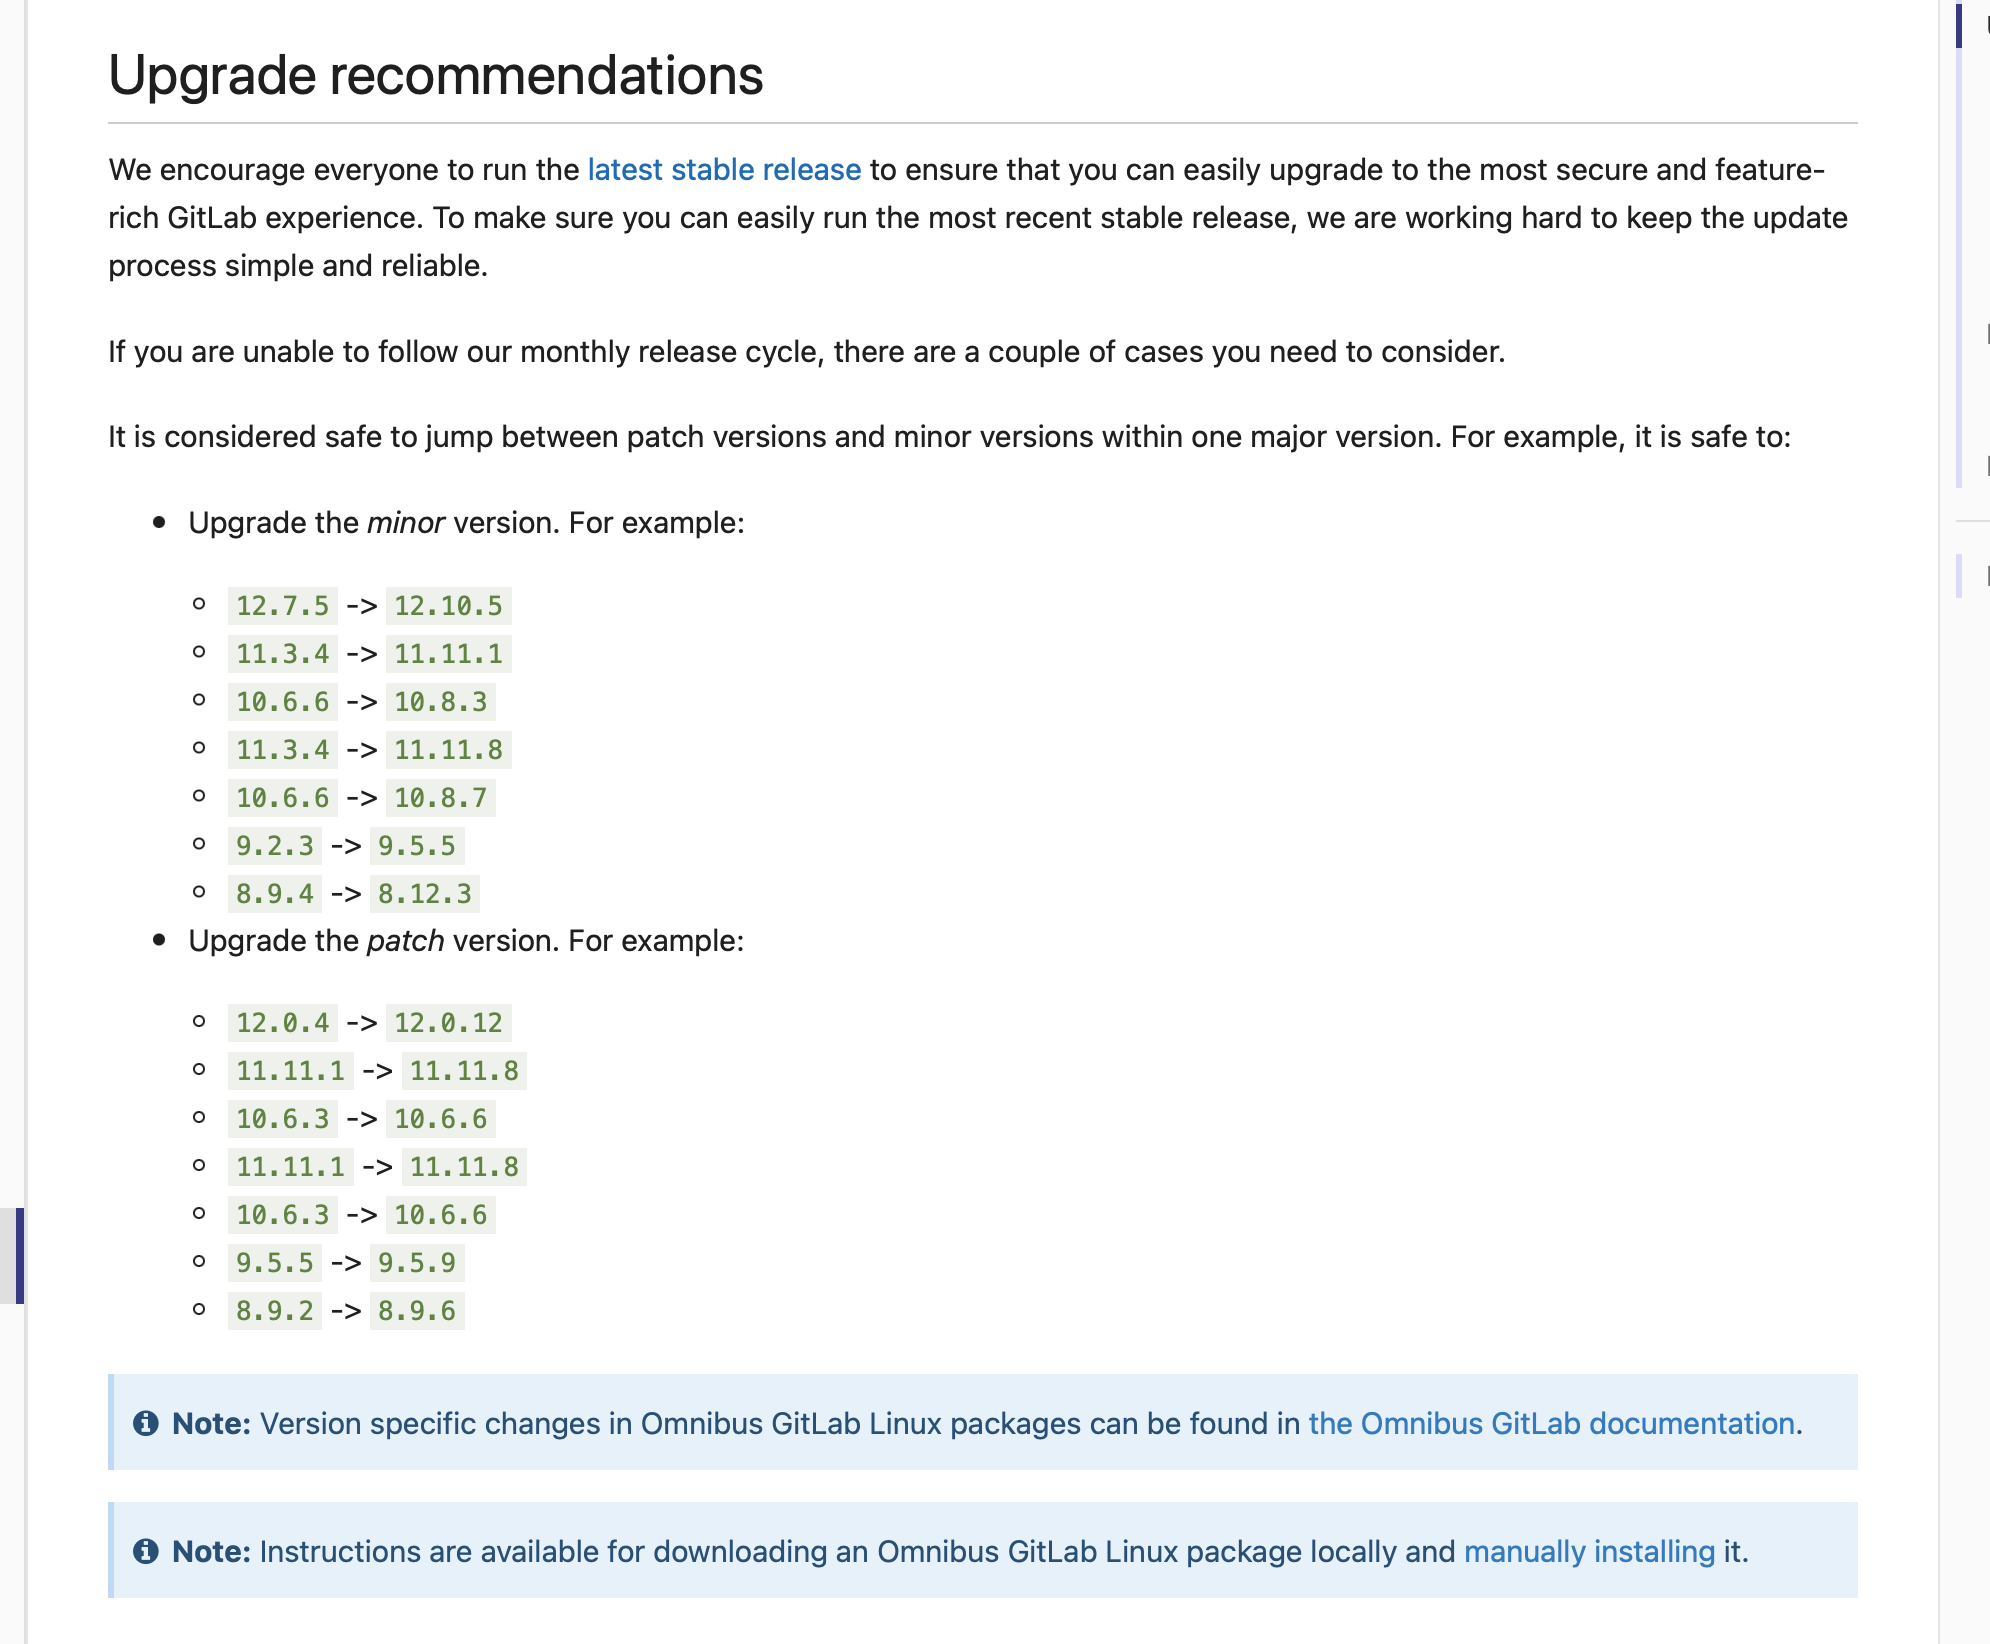 Upgrade recommendations
We encourage everyone to run the latest stable release to ensure that you can easily upgrade to the most secure and feature-
rich GitLab experience. To make sure you can easily run the most recent stable release, we are working hard to keep the update
process simple and reliable.
If you are unable to follow our monthly release cycle, there are a couple of cases you need to consider.
It is considered safe to jump between patch versions and minor versions within one major version. For example, it is safe to:
Upgrade the minor version. For example:
12.7.5 -> 12.10.5
11.3.4 -> 11.11.1
10.6.6 -> 10.8.3
11.3.4 -> 11.11.8
10.6.6 -> 10.8.7
9.2.3 -> 9.5.5
8.9.4 -> 8.12.3
Upgrade the patch version. For example:
12.0.4 -> 12.0.12
11.11.1 -> 11.11.8
10.6.3 -> 10.6.6
11.11.1 -> 11.11.8
10.6.3 -> 10.6.6
9.5.5 -> 9.5.9
8.9.2 -> 8.9.6
Note: Version specific changes in Omnibus GitLab Linux packages can be found in the Omnibus GitLab documentation.
Note: Instructions are available for downloading an Omnibus GitLab Linux package locally and manually installing it.